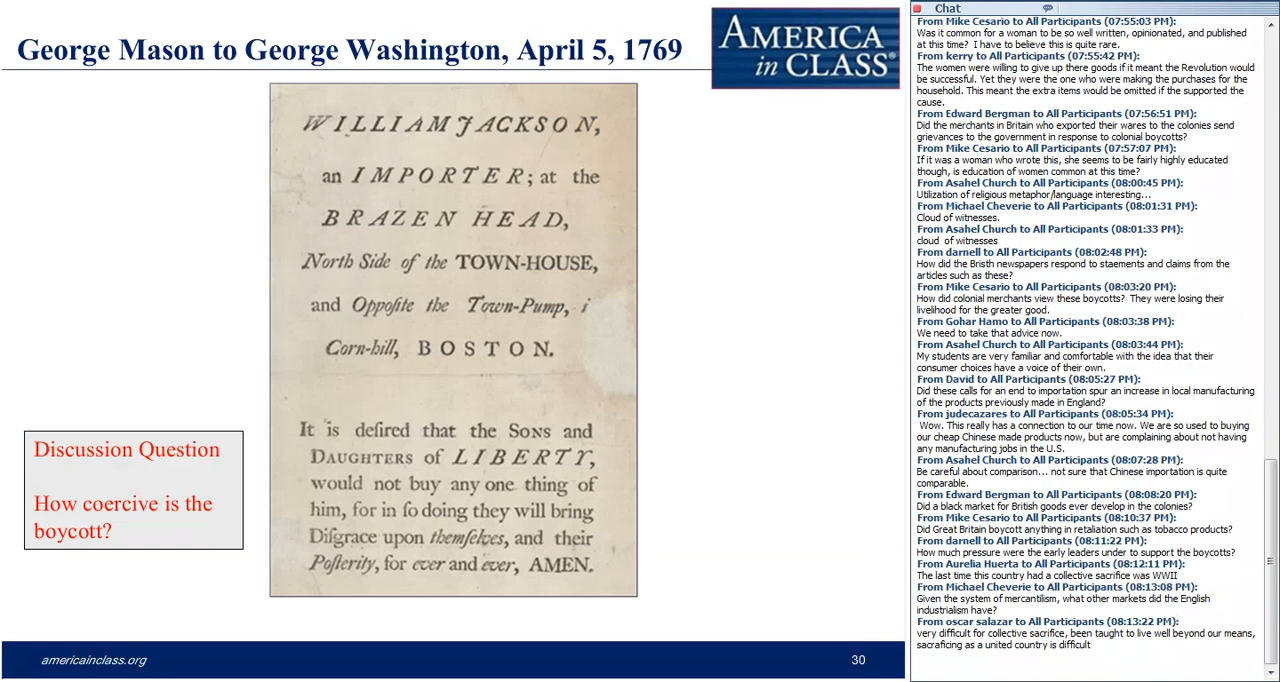 George Mason to George Washington, April 5, 1769
AMERICA
in CLASS
WILLIAM JACKSON,
an IMPORTER; at the
BRAZEN HEAD,
North Side of the TOWN-HOUSE,
and Oppoſite the Town-Pump, i
Corn-hill, BOSTON.
It is deſired that the SONS and
DAUGHTERS of LIBERTY,
would not buy any one thing of
him, for in ſo doing they will bring
Diſgrace upon themſelves, and their
Poſterity, for ever and ever, AMEN.
Discussion Question
How coercive is the
boycott?
americainclass.org
30
Chat
From Mike Cesario to All Participants (07:55:03 PM):
Was it common for a woman to be so well written, opinionated, and published
at this time? I have to believe this is quite rare.
From kerry to All Participants (07:55:42 PM):
The women were willing to give up there goods if it meant the Revolution would
be successful. Yet they were the one who were making the purchases for the
household. This meant the extra items would be omitted if the supported the
cause.
From Edward Bergman to All Participants (07:56:51 PM):
Did the merchants in Britain who exported their wares to the colonies send
grievances to the government in response to colonial boycotts?
From Mike Cesario to All Participants (07:57:07 PM):
If it was a woman who wrote this, she seems to be fairly highly educated
though, is education of women common at this time?
From Asahel Church to All Participants (08:00:45 PM):
Utilization of religious metaphor/language interesting...
From Michael Cheverie to All Participants (08:01:31 PM):
Cloud of witnesses.
From Asahel Church to All Participants (08:01:33 PM):
cloud of witnesses
From darnell to All Participants (08:02:48 PM):
How did the Bristh newspapers respond to staements and claims from the
articles such as these?
From Mike Cesario to All Participants (08:03:20 PM):
How did colonial merchants view these boycotts? They were losing their
livelihood for the greater good.
From Gohar Hamo to All Participants (08:03:38 PM):
We need to take that advice now.
From Asahel Church to All Participants (08:03:44 PM):
My students are very familiar and comfortable with the idea that their
consumer choices have a voice of their own.
From David to All Participants (08:05:27 PM):
Did these calls for an end to importation spur an increase in local manufacturing
of the products previously made in England?
From judecazares to All Participants (08:05:34 PM):
Wow. This really has a connection to our time now. We are so used to buying
our cheap Chinese made products now, but are complaining about not having
any manufacturing jobs in the U.S.
From Asahel Church to All Participants (08:07:28 PM):
Be careful about comparison... not sure that Chinese importation is quite
comparable.
From Edward Bergman to All Participants (08:08:20 PM):
Did a black market for British goods ever develop in the colonies?
From Mike Cesario to All Participants (08:10:37 PM):
Did Great Britain boycott anything in retaliation such as tobacco products?
From darnell to All Participants (08:11:22 PM):
How much pressure were the early leaders under to support the boycotts?
From Aurelia Huerta to All Participants (08:12:11 PM):
The last time this country had a collective sacrifice was WWII
From Michael Cheverie to All Participants (08:13:08 PM):
Given the system of mercantilism, what other markets did the English
industrialism have?
From oscar salazar to All Participants (08:13:22 PM):
very difficult for collective sacrifice, been taught to live well beyond our means,
sacraficing as a united country is difficult